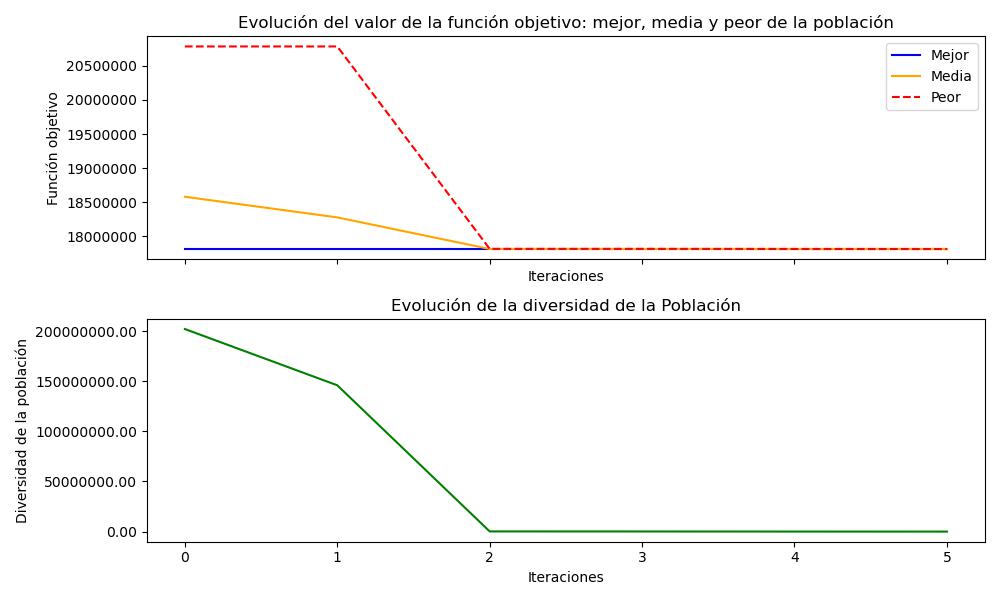 Evolución del valor de la función objetivo: mejor, media y peor de la población
Función objetivo
20500000
20000000
19500000
19000000
18500000
18000000
Mejor
Media
Peor
Iteraciones
Evolución de la diversidad de la Población
Diversidad de la población
200000000.00
150000000.00
100000000.00
50000000.00
0.00
0 1 2 3 4 5
Iteraciones